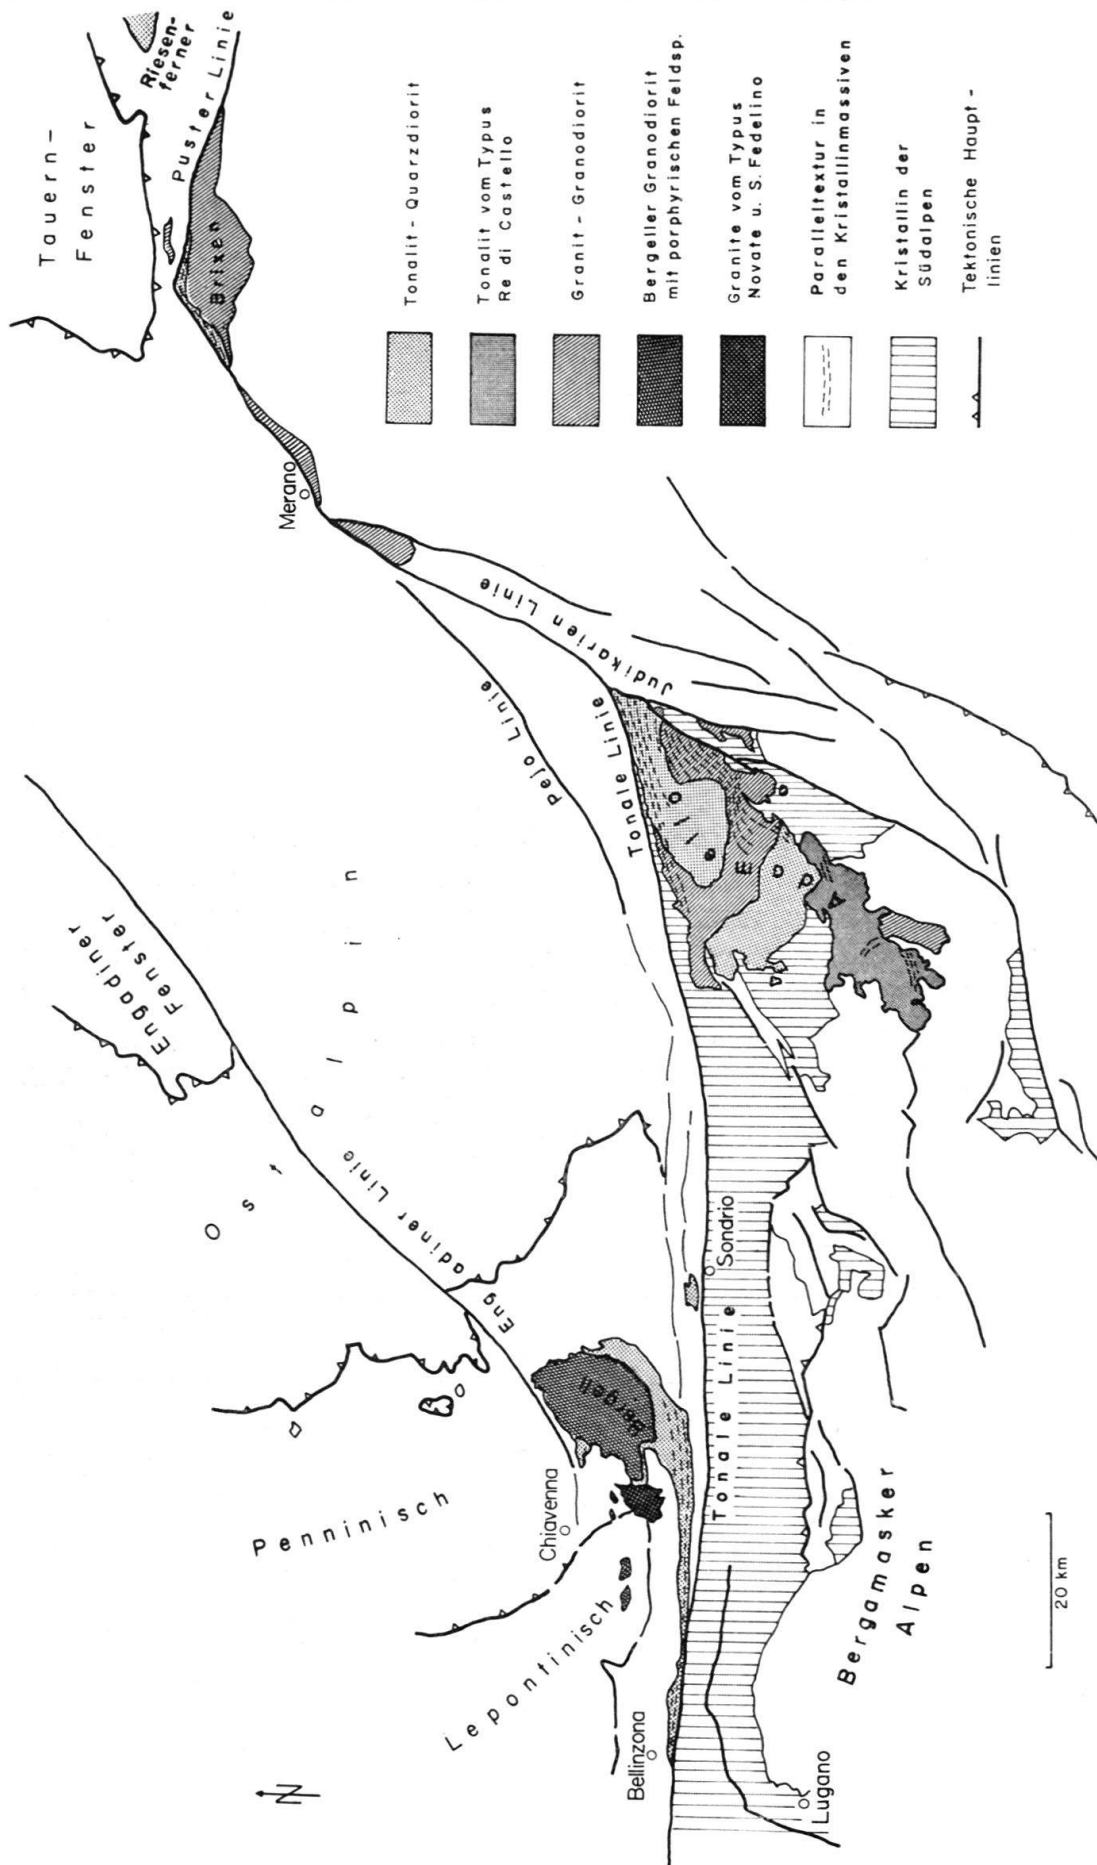 Tauern-
Fenster
Riesen-
ferner
Puster Linie
Brixen
Merano
Engadiner
Fenster
Ostalpin
Pejo Linie
Judikarien Linie
Tonale Linie
Engadiner Linie
Adamello
Penninisch
Chiavenna
Bergell
Lepontinisch
Bellinzona
Sondrio
Tonale Linie
Lugano
Bergamasker
Alpen
N
20 km
Tonalit - Quarzdiorit
Tonalit vom Typus
Re di Castello
Granit - Granodiorit
Bergeller Granodiorit
mit porphyrischen Feldsp.
Granite vom Typus
Novate u. S. Fedelino
Paralleltextur in
den Kristallinmassiven
Kristallin der
Südalpen
Tektonische Haupt -
linien